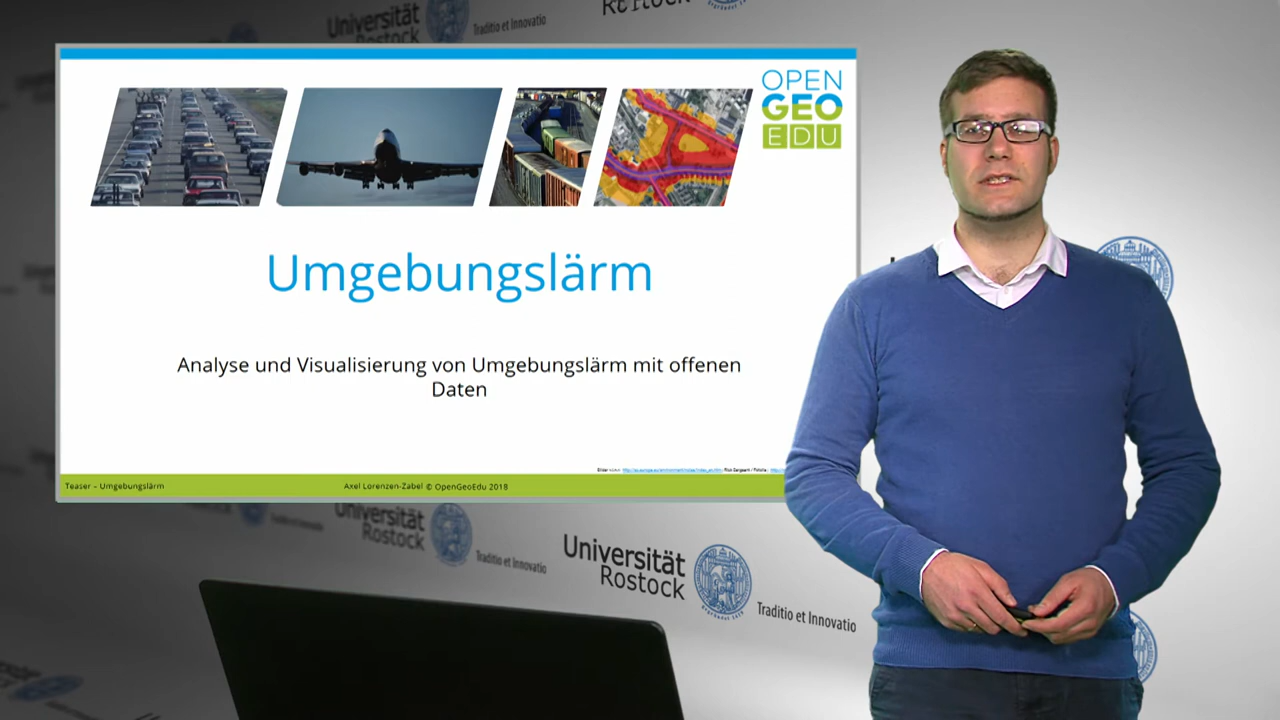 Universität
Rostock
Traditio et Innovatio
OPEN
GEO
EDU
Umgebungslärm
Analyse und Visualisierung von Umgebungslärm mit offenen
Daten
Teaser – Umgebungslärm
Axel Lorenzen-Zabel © OpenGeoEdu 2018
Universität
Rostock
Traditio et Innovatio
Universität
Rostock
Traditio et Innovatio